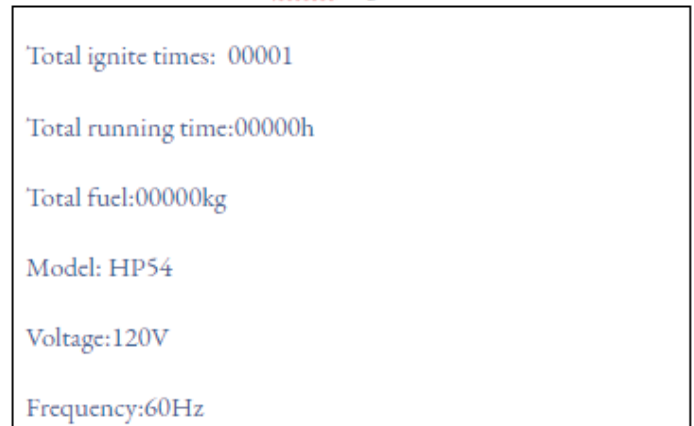 Total ignite times: 00001
Total running time:00000h
Total fuel:00000kg
Model: HP54
Voltage:120V
Frequency:60Hz